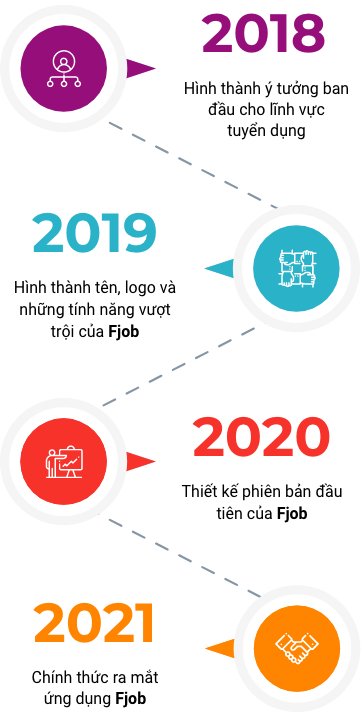 2018
Hình thành ý tưởng ban
đầu cho lĩnh vực
tuyển dụng
2019
Hình thành tên, logo và
những tính năng vượt
trội của Fjob
2020
Thiết kế phiên bản đầu
tiên của Fjob
2021
Chính thức ra mắt
ứng dụng Fjob